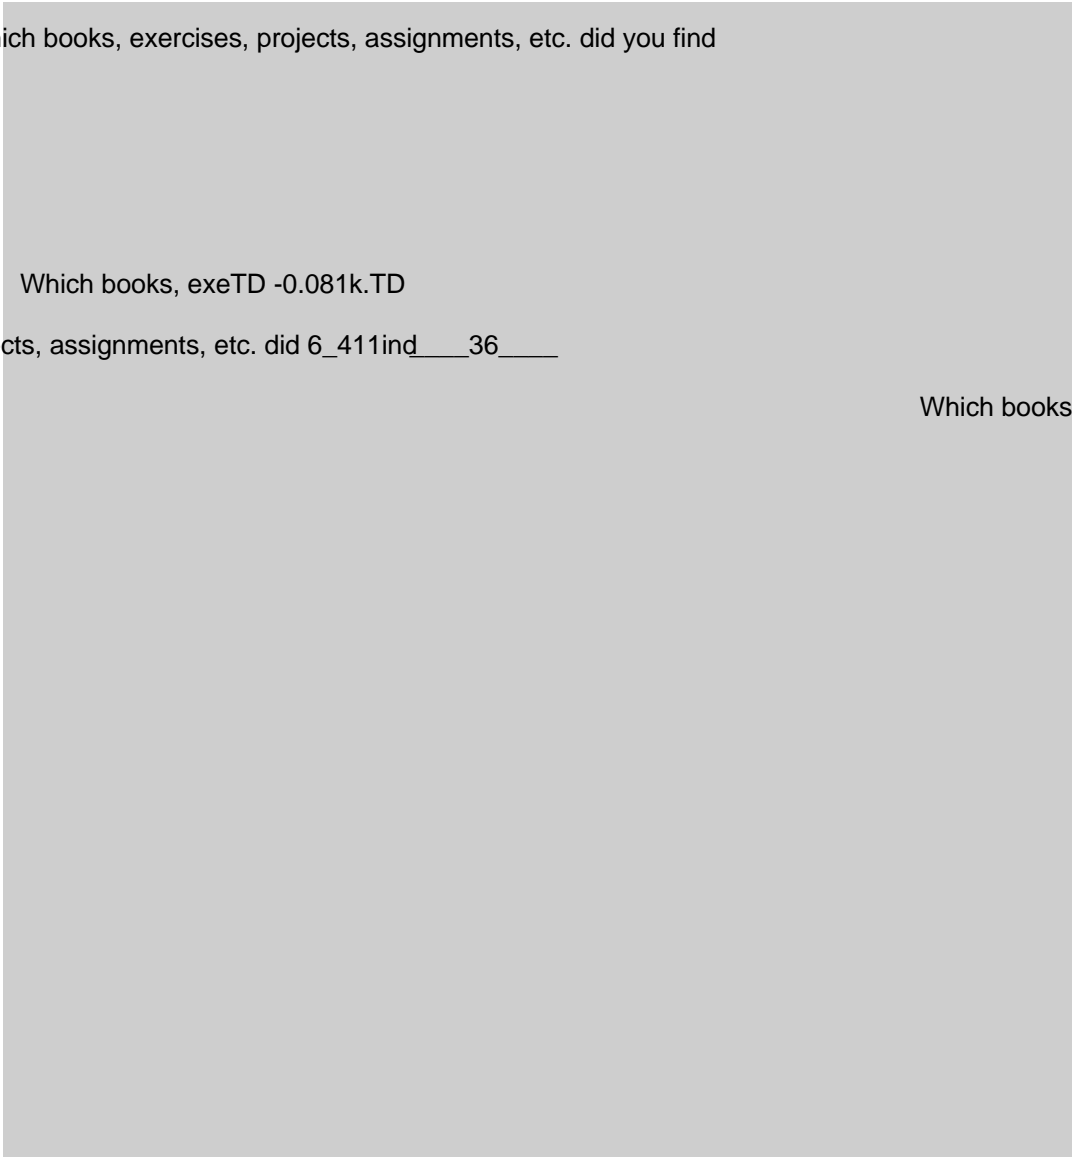 ich books, exercises, projects, assignments, etc. did you find
Which books, exeTD -0.081k.TD
cts, assignments, etc. did 6_411ind____36____
Which books